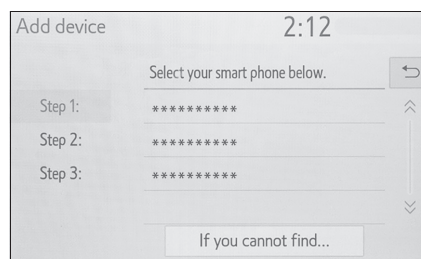 Add device
2:12
Select your smart phone below.
Step 1:
**********
Step 2:
**********
Step 3:
**********
If you cannot find...